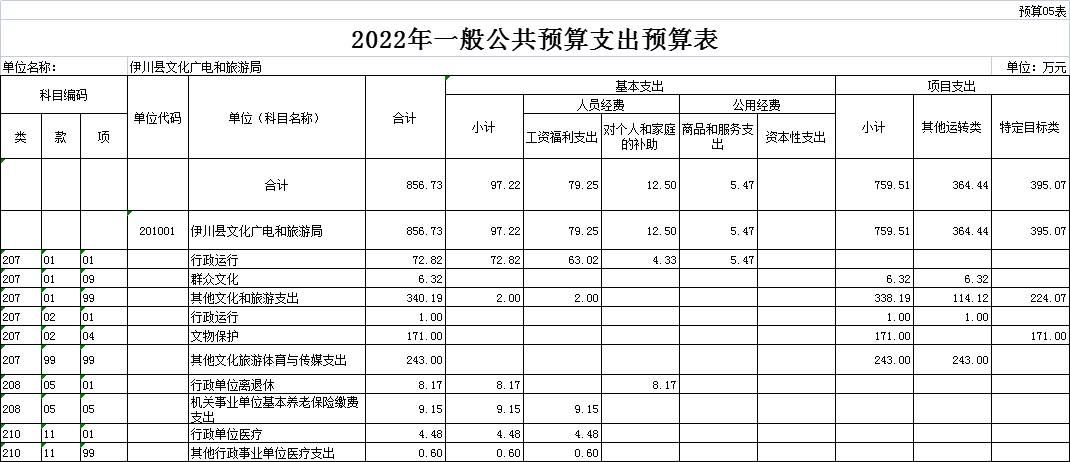 预算05表
2022年一般公共预算支出预算表
单位名称: 伊川县文化广电和旅游局 单位：万元
科目编码 单位代码 单位（科目名称） 合计 基本支出 项目支出
小计 人员经费 公用经费 小计 其他运转类 特定目标类
类 款 项 工资福利支出 对个人和家庭的补助 商品和服务支出 资本性支出
合计 856.73 97.22 79.25 12.50 5.47 759.51 364.44 395.07
201001 伊川县文化广电和旅游局 856.73 97.22 79.25 12.50 5.47 759.51 364.44 395.07
207 01 01 行政运行 72.82 72.82 63.02 4.33 5.47
207 01 09 群众文化 6.32 6.32 6.32
207 01 99 其他文化和旅游支出 340.19 2.00 2.00 338.19 114.12 224.07
207 02 01 行政运行 1.00 1.00 1.00
207 02 04 文物保护 171.00 171.00 171.00
207 99 99 其他文化旅游体育与传媒支出 243.00 243.00 243.00
208 05 01 行政单位离退休 8.17 8.17 8.17
208 05 05 机关事业单位基本养老保险缴费支出 9.15 9.15 9.15
210 11 01 行政单位医疗 4.48 4.48 4.48
210 11 99 其他行政事业单位医疗支出 0.60 0.60 0.60